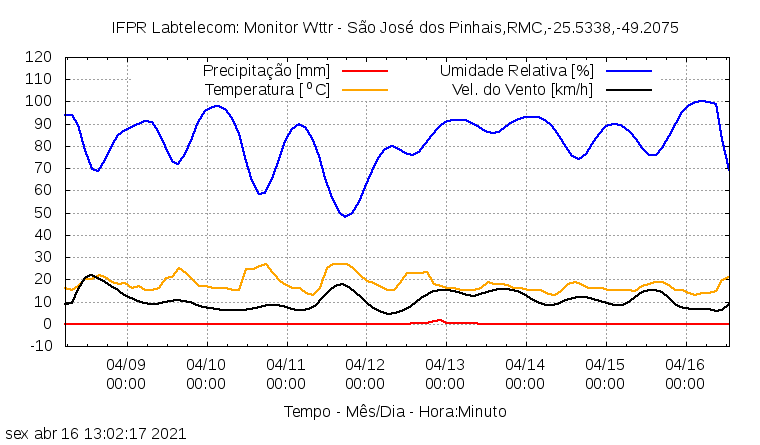 IFPR Labtelecom: Monitor Wttr - São José dos Pinhais,RMC,-25.5338,-49.2075
120
110
100
90
80
70
60
50
40
30
20
10
0
-10
Precipitação [mm]
Temperatura [⁰C]
Umidade Relativa [%]
Vel. do Vento [km/h]
04/09 04/10 04/11 04/12 04/13 04/14 04/15 04/16
00:00 00:00 00:00 00:00 00:00 00:00 00:00 00:00
Tempo - Mês/Dia - Hora:Minuto
sex abr 16 13:02:17 2021